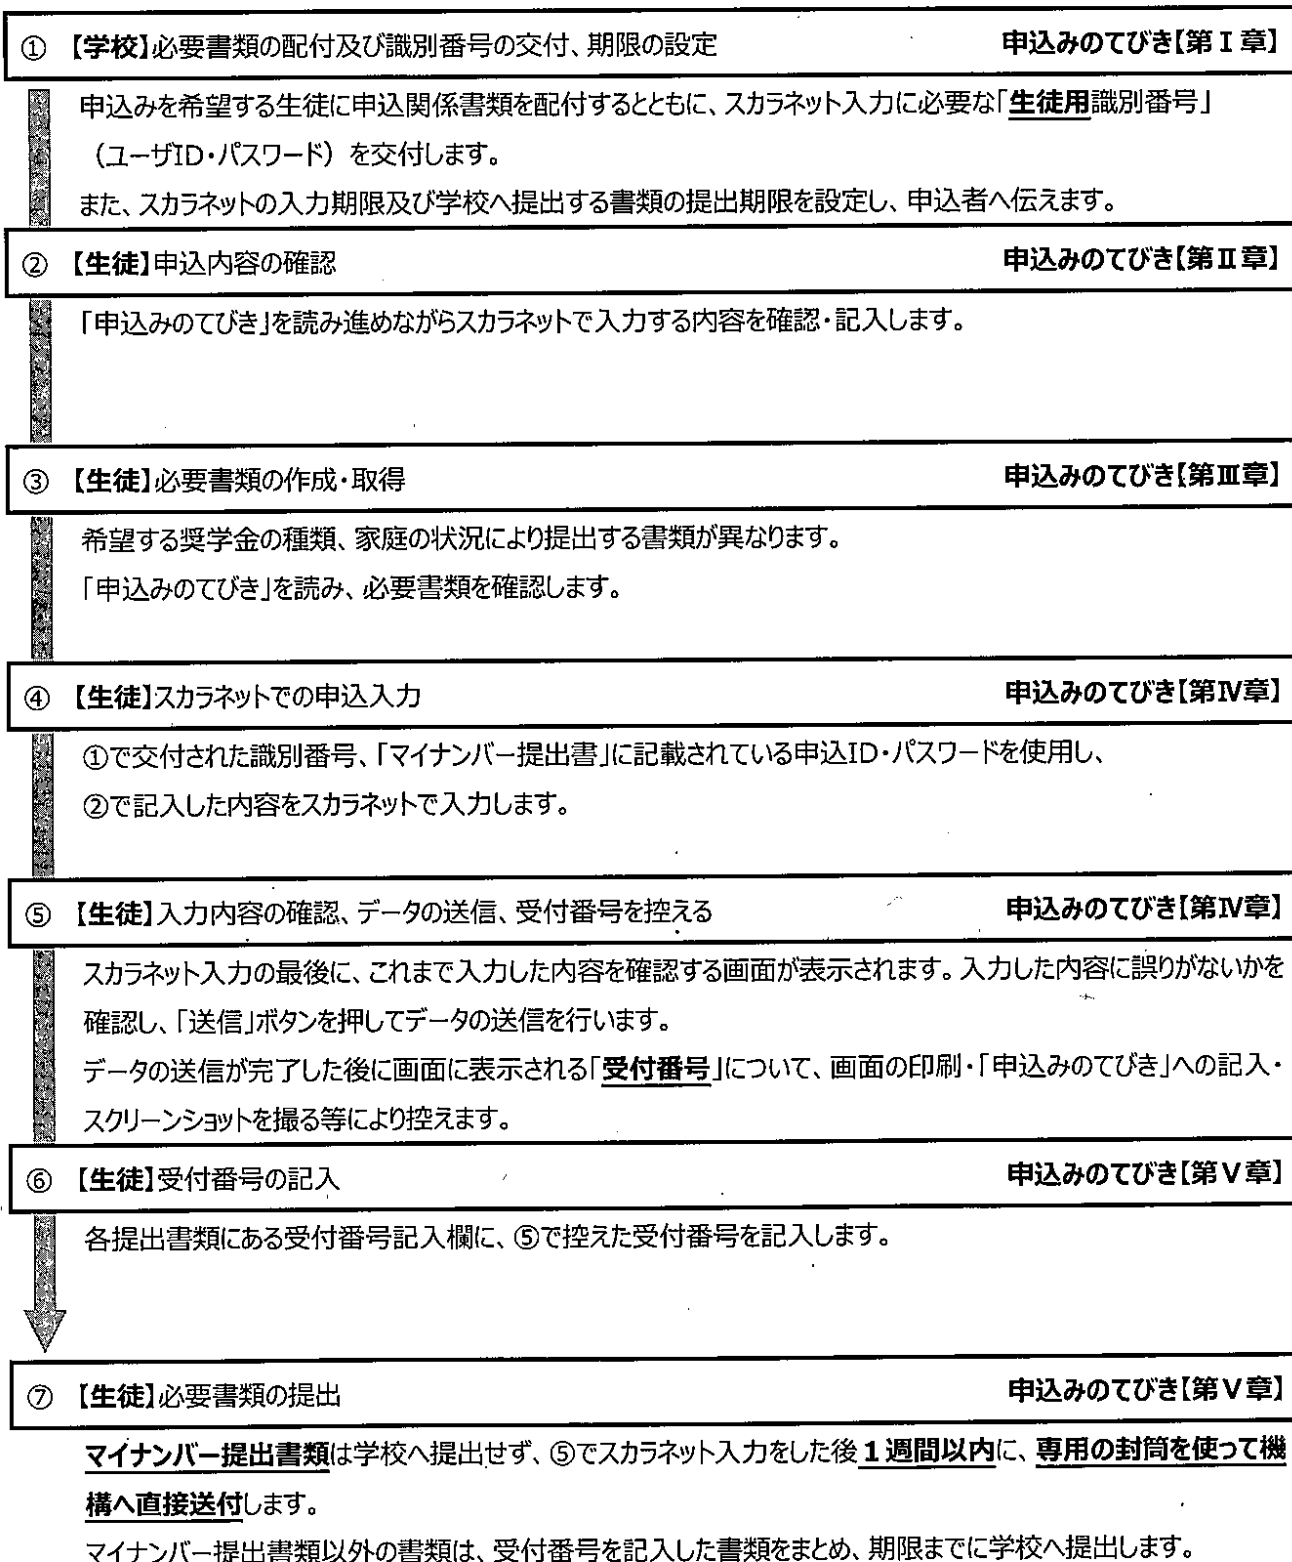 ① 【学校】必要書類の配付及び識別番号の交付、期限の設定 申込みのてびき【第Ⅰ章】
申込みを希望する生徒に申込関係書類を配付するとともに、スカラネット入力に必要な「生徒用識別番号」
（ユーザID・パスワード）を交付します。
また、スカラネットの入力期限及び学校へ提出する書類の提出期限を設定し、申込者へ伝えます。
② 【生徒】申込内容の確認 申込みのてびき【第Ⅱ章】
「申込みのてびき」を読み進めながらスカラネットで入力する内容を確認・記入します。
③ 【生徒】必要書類の作成・取得 申込みのてびき【第Ⅲ章】
希望する奨学金の種類、家庭の状況により提出する書類が異なります。
「申込みのてびき」を読み、必要書類を確認します。
④ 【生徒】スカラネットでの申込入力 申込みのてびき【第Ⅳ章】
①で交付された識別番号、「マイナンバー提出書」に記載されている申込ID・パスワードを使用し、
②で記入した内容をスカラネットで入力します。
⑤ 【生徒】入力内容の確認、データの送信、受付番号を控える 申込みのてびき【第Ⅳ章】
スカラネット入力の最後に、これまで入力した内容を確認する画面が表示されます。入力した内容に誤りがないかを
確認し、「送信」ボタンを押してデータの送信を行います。
データの送信が完了した後に画面に表示される「受付番号」について、画面の印刷・「申込みのてびき」への記入・
スクリーンショットを撮る等により控えます。
⑥ 【生徒】受付番号の記入 申込みのてびき【第Ⅴ章】
各提出書類にある受付番号記入欄に、⑤で控えた受付番号を記入します。
⑦ 【生徒】必要書類の提出 申込みのてびき【第Ⅴ章】
マイナンバー提出書類は学校へ提出せず、⑤でスカラネット入力をした後１週間以内に、専用の封筒を使って機
構へ直接送付します。
マイナンバー提出書類以外の書類は、受付番号を記入した書類をまとめ、期限までに学校へ提出します。